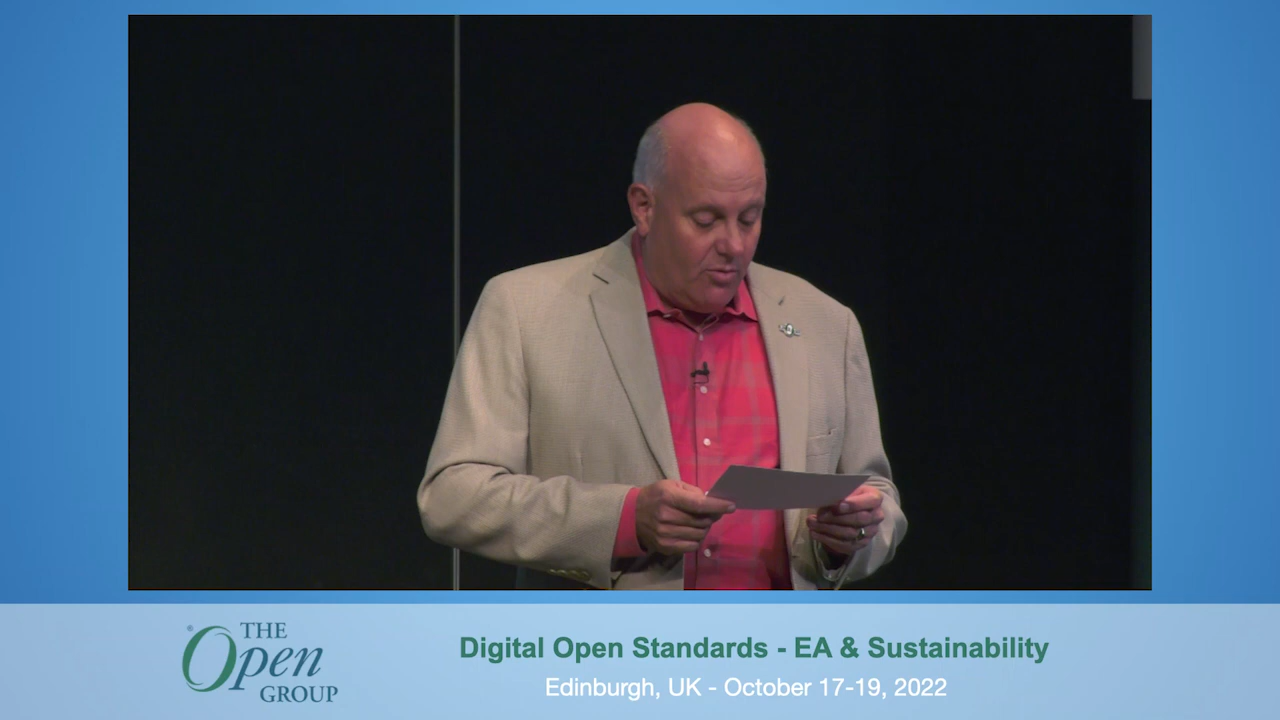 THE
Open
GROUP
®
Digital Open Standards - EA & Sustainability
Edinburgh, UK - October 17-19, 2022